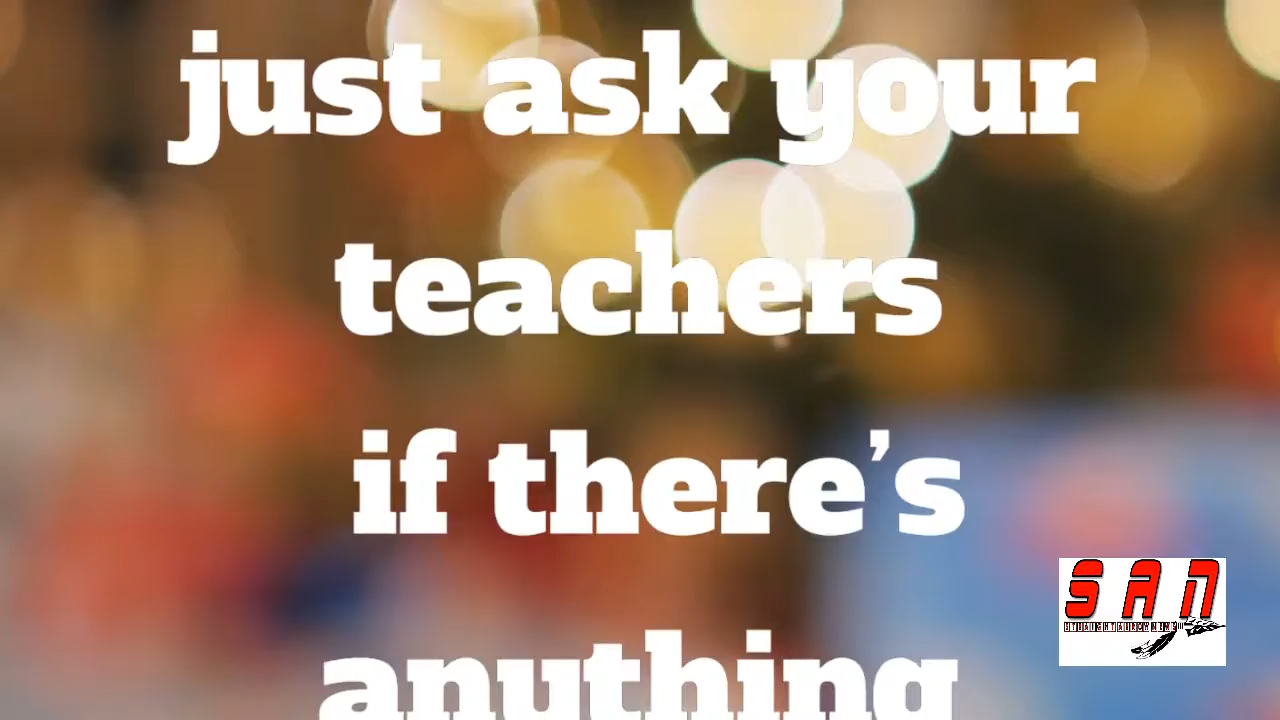 just ask your
teachers
if there’s
anything
SAN